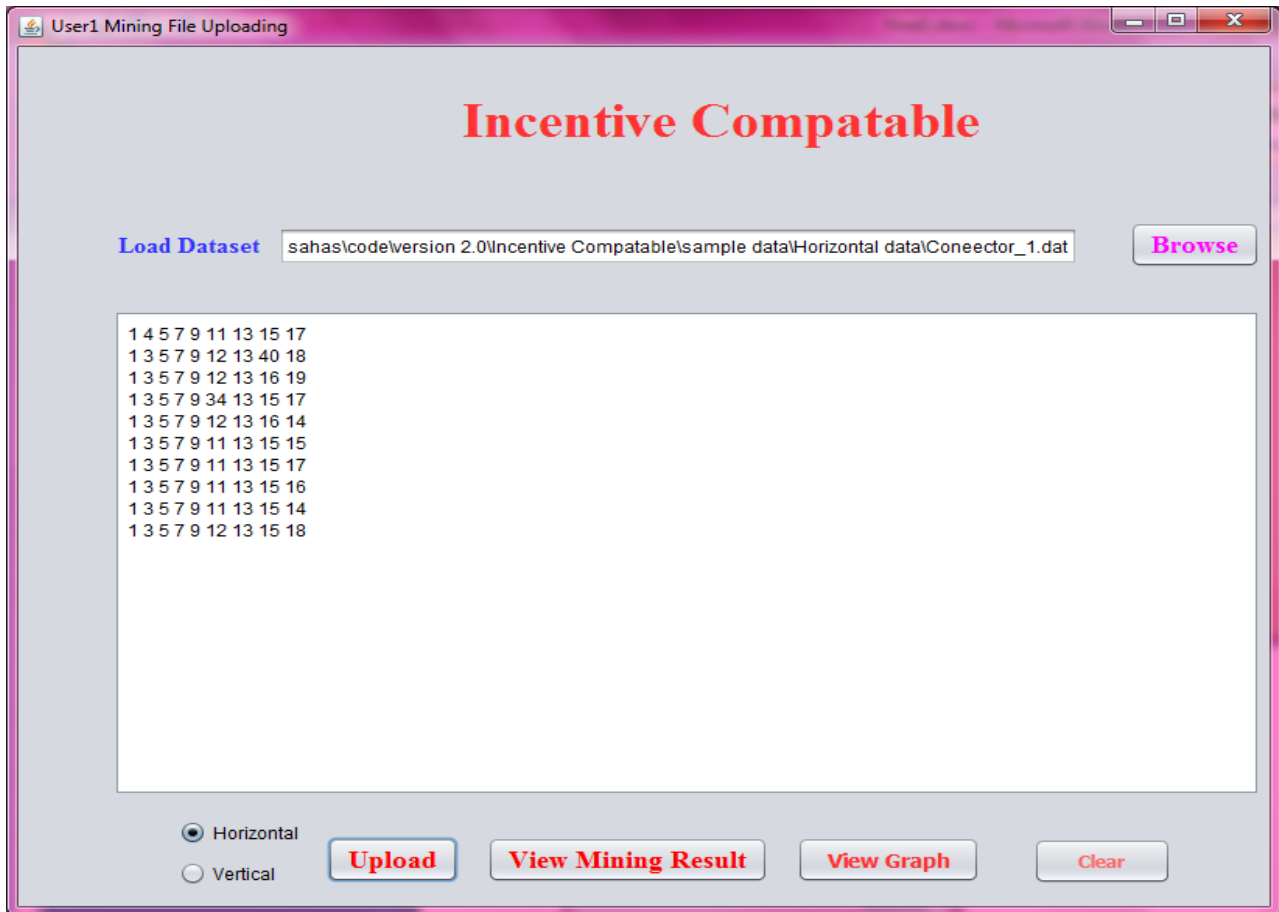 User1 Mining File Uploading
Incentive Compatable
Load Dataset
sahas\code\version 2.0\Incentive Compatable\sample data\Horizontal data\Coneector_1.dat
Browse
1 4 5 7 9 11 13 15 17
1 3 5 7 9 12 13 40 18
1 3 5 7 9 12 13 16 19
1 3 5 7 9 34 13 15 17
1 3 5 7 9 12 13 16 14
1 3 5 7 9 11 13 15 15
1 3 5 7 9 11 13 15 17
1 3 5 7 9 11 13 15 16
1 3 5 7 9 11 13 15 14
1 3 5 7 9 12 13 15 18
Horizontal
Vertical
Upload
View Mining Result
View Graph
Clear